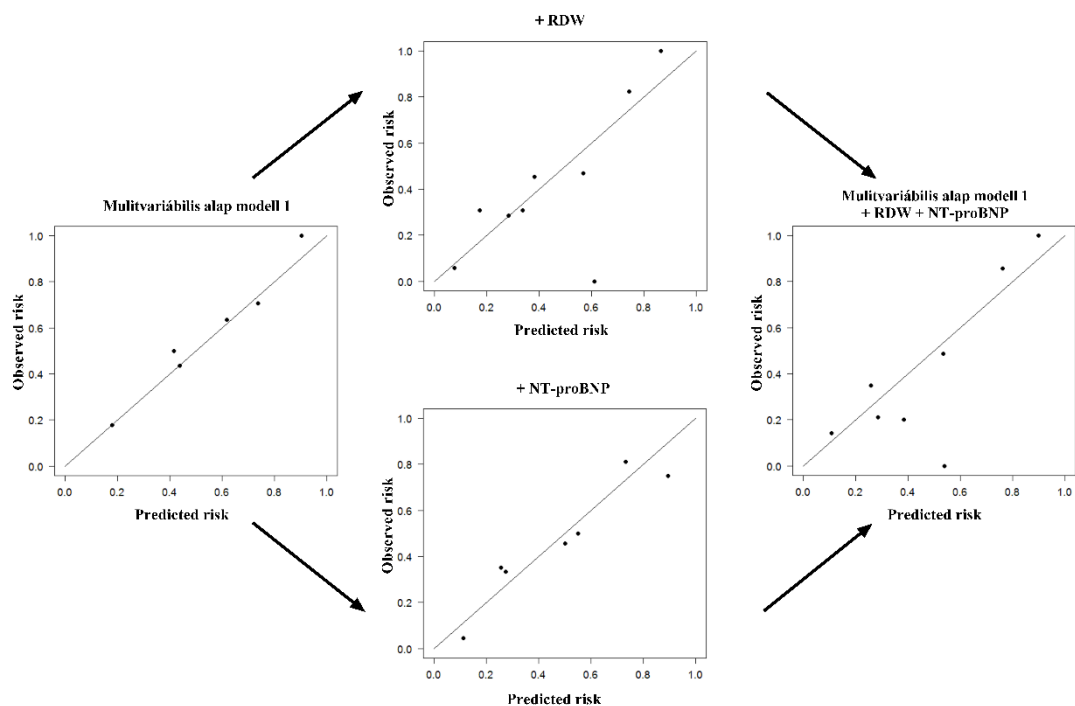 + RDW
1.0
0.8
0.6
0.4
0.2
0.0
Observed risk
0.0 0.2 0.4 0.6 0.8 1.0
Predicted risk
Mulitvariábilis alap modell 1
1.0
0.8
0.6
0.4
0.2
0.0
Observed risk
0.0 0.2 0.4 0.6 0.8 1.0
Predicted risk
+ NT-proBNP
1.0
0.8
0.6
0.4
0.2
0.0
Observed risk
0.0 0.2 0.4 0.6 0.8 1.0
Predicted risk
Mulitvariábilis alap modell 1
+ RDW + NT-proBNP
1.0
0.8
0.6
0.4
0.2
0.0
Observed risk
0.0 0.2 0.4 0.6 0.8 1.0
Predicted risk